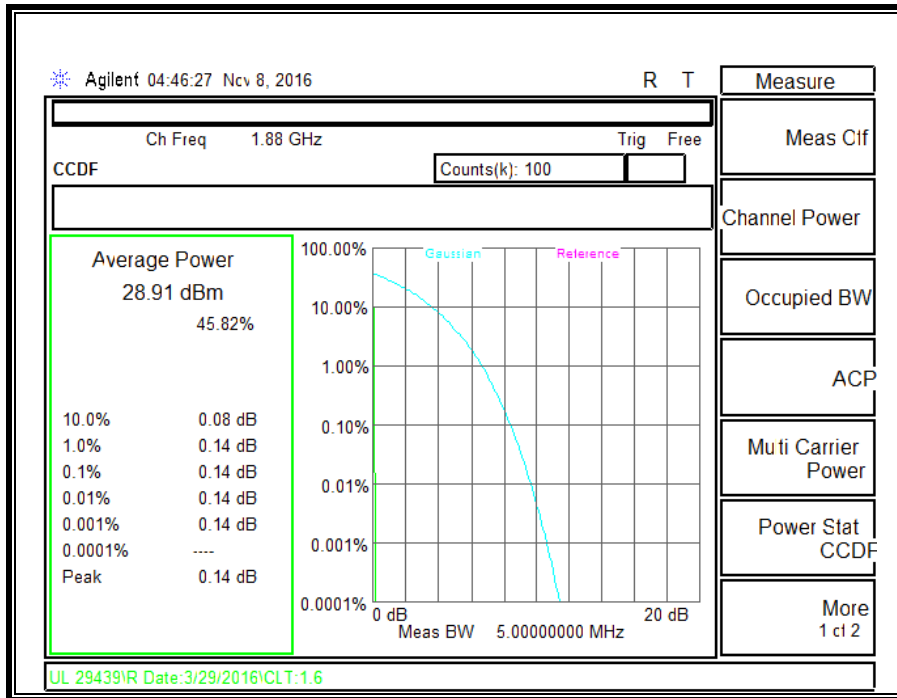 Agilent 04:46:27 Nov 8, 2016 R T
Ch Freq 1.88 GHz Trig Free
CCDF Counts(k): 100
Average Power
28.91 dBm
45.82%
10.0% 0.08 dB
1.0% 0.14 dB
0.1% 0.14 dB
0.01% 0.14 dB
0.001% 0.14 dB
0.0001% ----
Peak 0.14 dB
Gaussian Reference
100.00%
10.00%
1.00%
0.10%
0.01%
0.001%
0.0001%
0 dB 20 dB
Meas BW 5.00000000 MHz
UL 29439\R Date:3/29/2016\CLT:1.6
Measure
Meas Off
Channel Power
Occupied BW
ACP
Multi Carrier
Power
Power Stat
CCDF
More
1 of 2